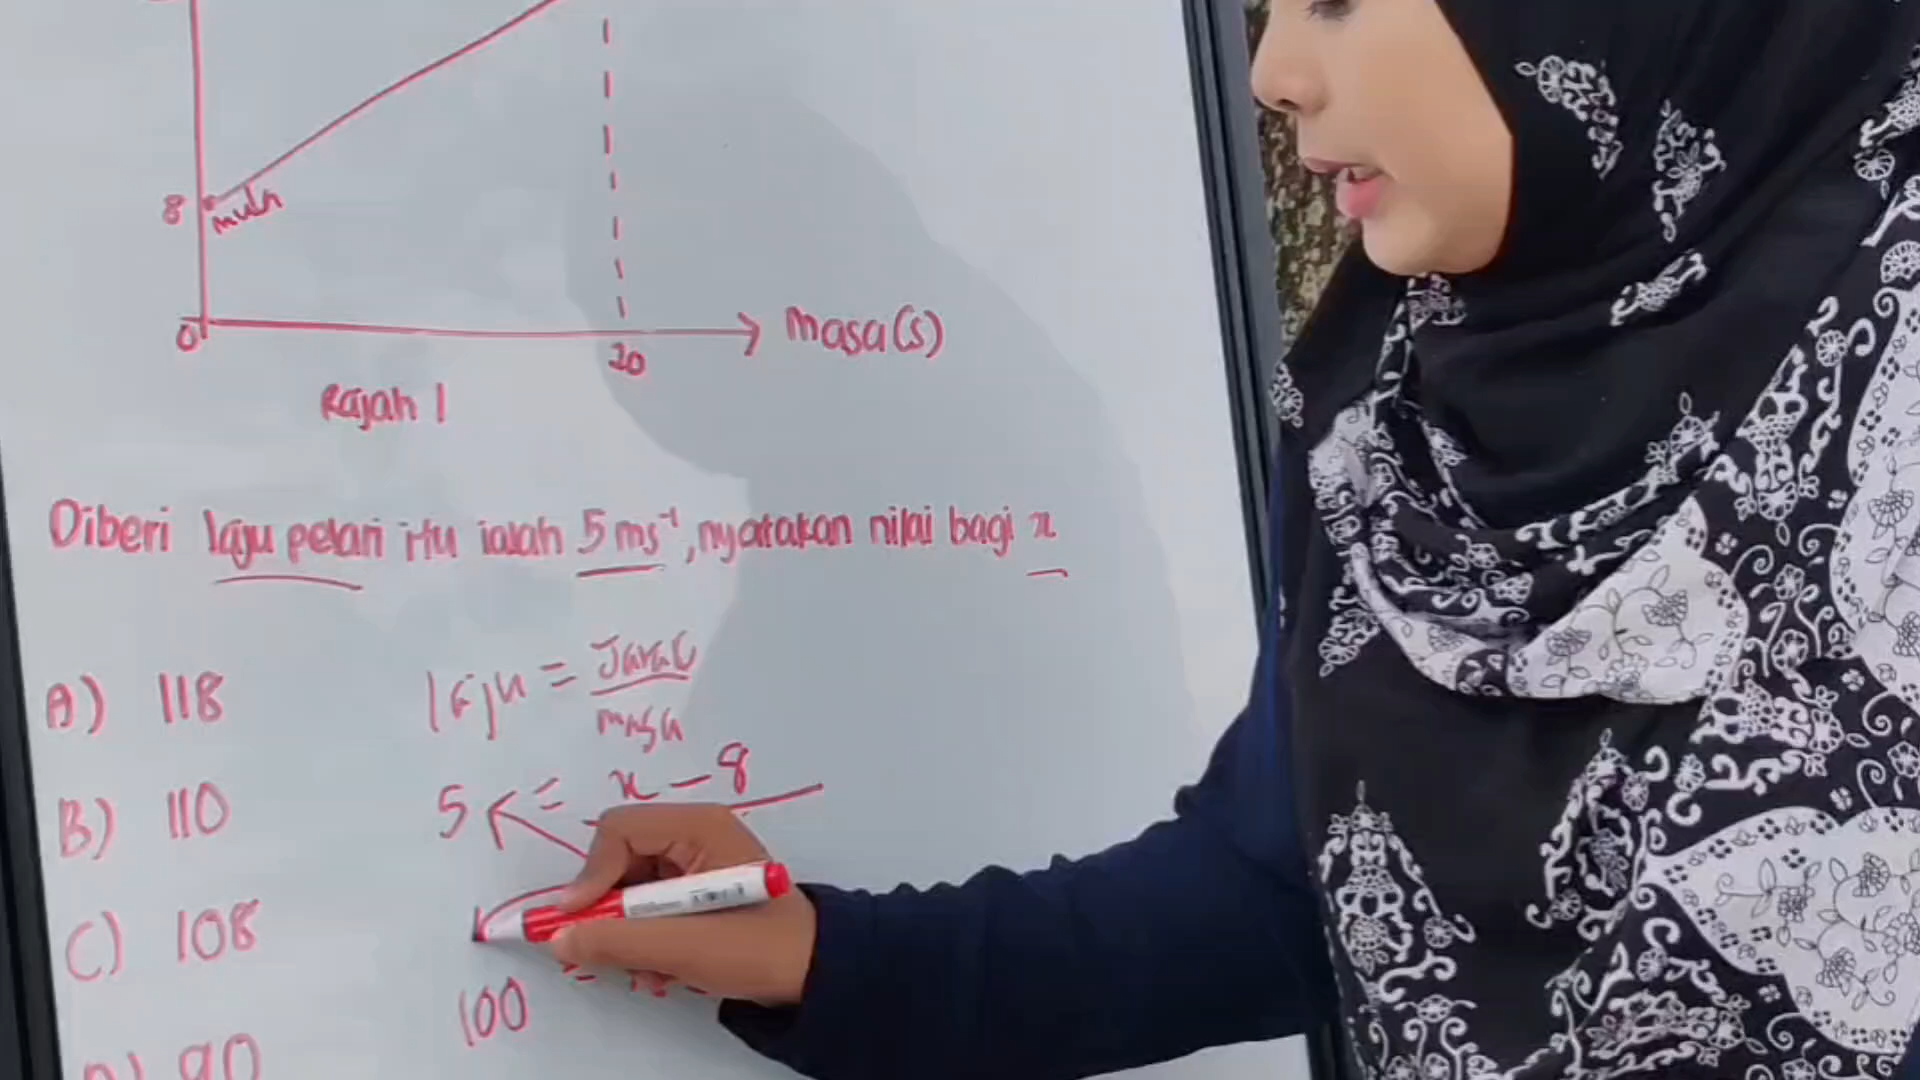 8
mula
0
20
masa(s)
Rajah 1
Diberi laju pelari itu ialah 5 ms⁻¹, nyatakan nilai bagi x
A) 118
laju = Jarak
masa
B) 110
5 = x - 8
C) 108
100
D) 90